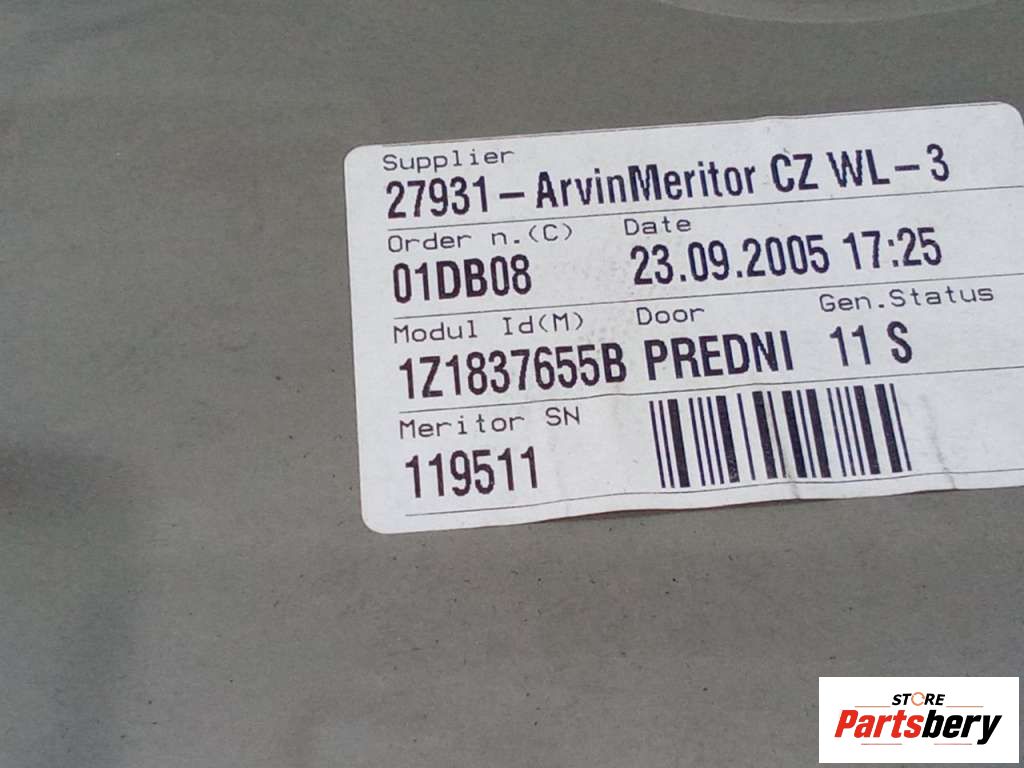 Supplier
27931-ArvinMeritor CZ WL-3
Order n.(C) Date
01DB08 23.09.2005 17:25
Modul Id(M) Door Gen.Status
1Z1837655B PREDNI 11 S
Meritor SN
119511
STORE
Partsbery